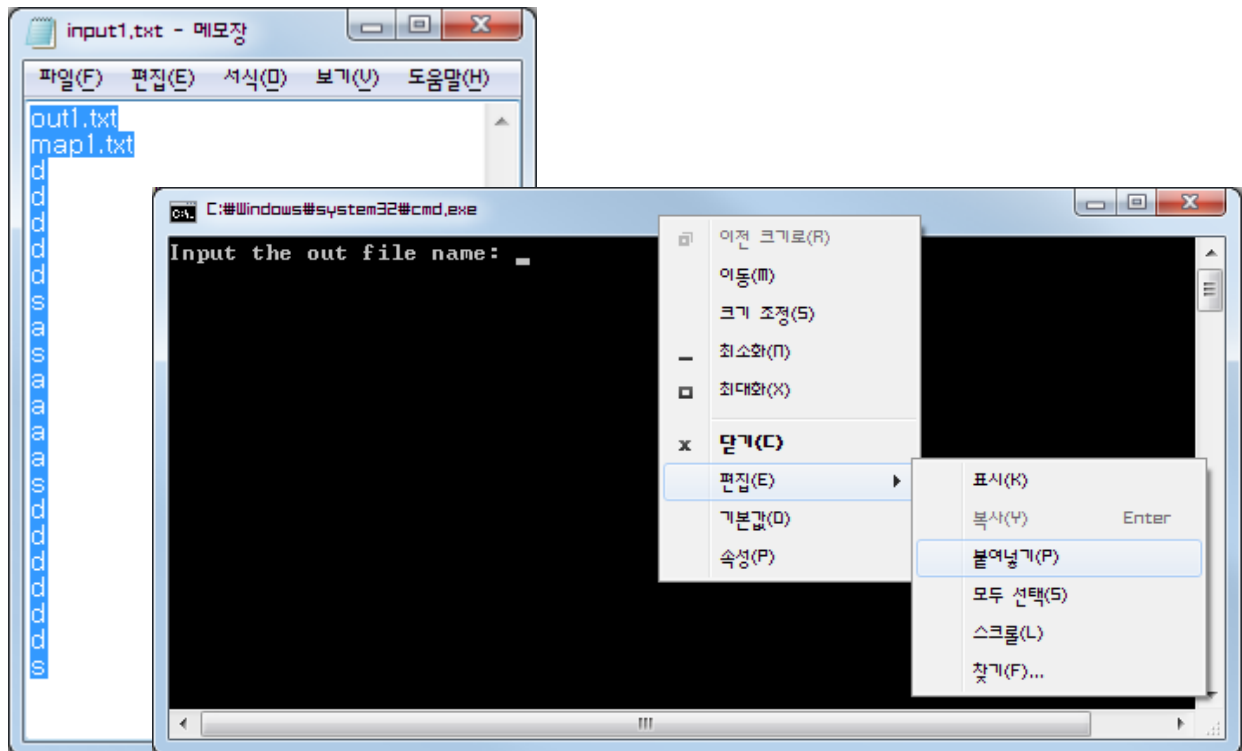 input1.txt - 메모장
파일(F) 편집(E) 서식(O) 보기(V) 도움말(H)
out1.txt
map1.txt
d
d
d
d
d
s
a
s
a
a
a
a
s
d
d
d
d
d
d
s
C:\Windows\system32\cmd.exe
Input the out file name: _
이전 크기로(R)
이동(M)
크기 조정(S)
최소화(N)
최대화(X)
닫기(C)
편집(E)
기본값(D)
속성(P)
표시(K)
복사(Y) Enter
붙여넣기(P)
모두 선택(S)
스크롤(L)
찾기(F)...